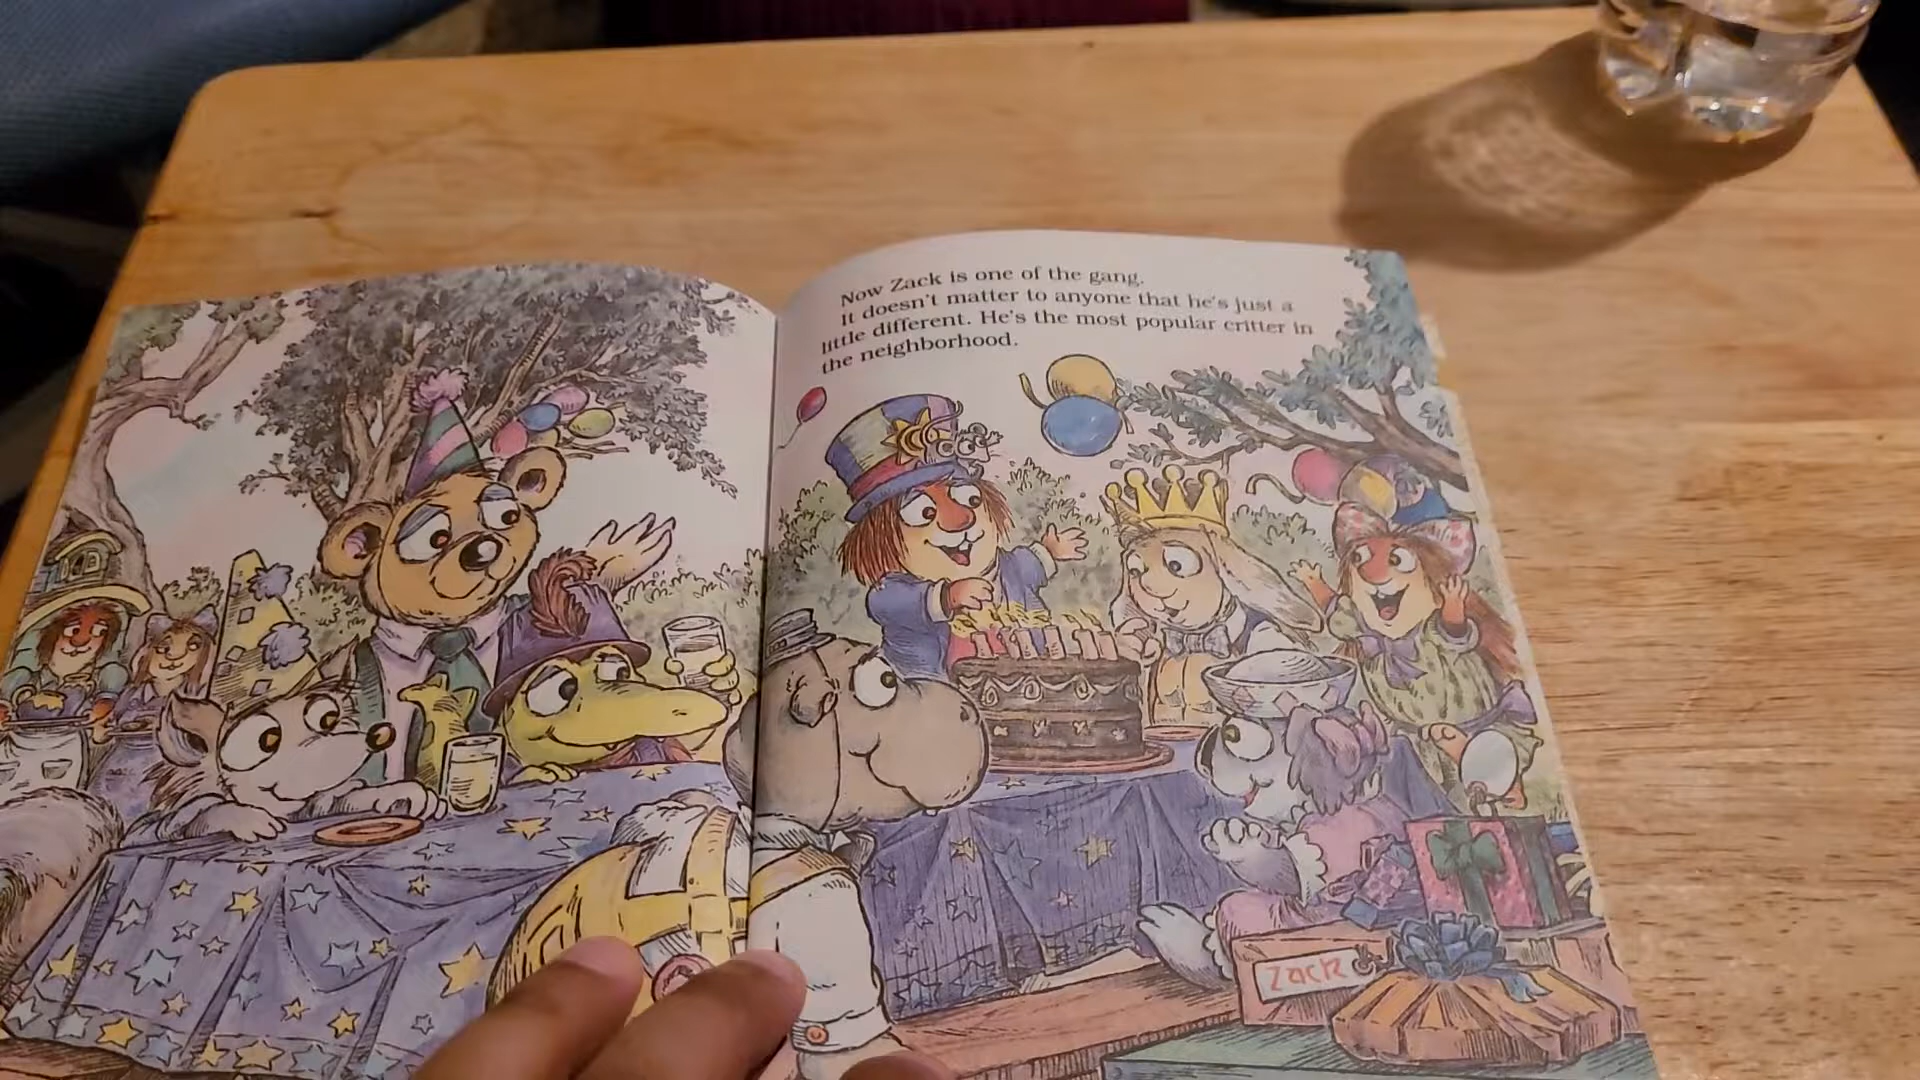 Now Zack is one of the gang.
It doesn't matter to anyone that he's just a
little different. He's the most popular critter in
the neighborhood.
Zack